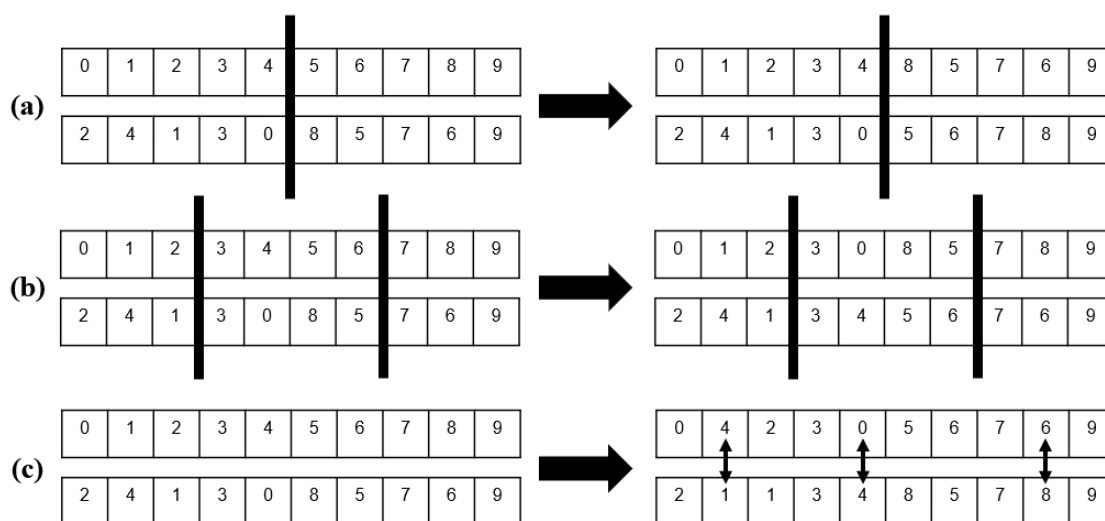 0 1 2 3 4 5 6 7 8 9 0 1 2 3 4 8 5 7 6 9
(a)
2 4 1 3 0 8 5 7 6 9 2 4 1 3 0 5 6 7 8 9
0 1 2 3 4 5 6 7 8 9 0 1 2 3 0 8 5 7 8 9
(b)
2 4 1 3 0 8 5 7 6 9 2 4 1 3 4 5 6 7 6 9
0 1 2 3 4 5 6 7 8 9 0 4 2 3 0 5 6 7 6 9
(c)
2 4 1 3 0 8 5 7 6 9 2 1 1 3 4 8 5 7 8 9